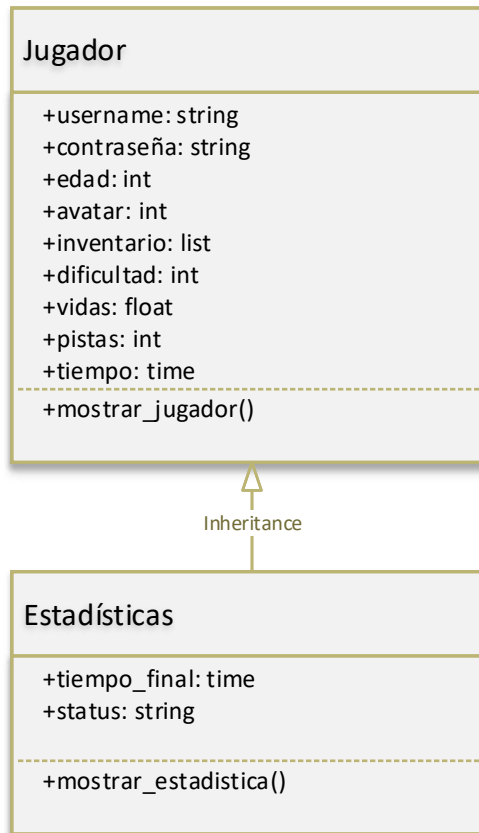 Jugador
+username: string
+contraseña: string
+edad: int
+avatar: int
+inventario: list
+dificultad: int
+vidas: float
+pistas: int
+tiempo: time
+mostrar_jugador()
Inheritance
Estadísticas
+tiempo_final: time
+status: string
+mostrar_estadistica()